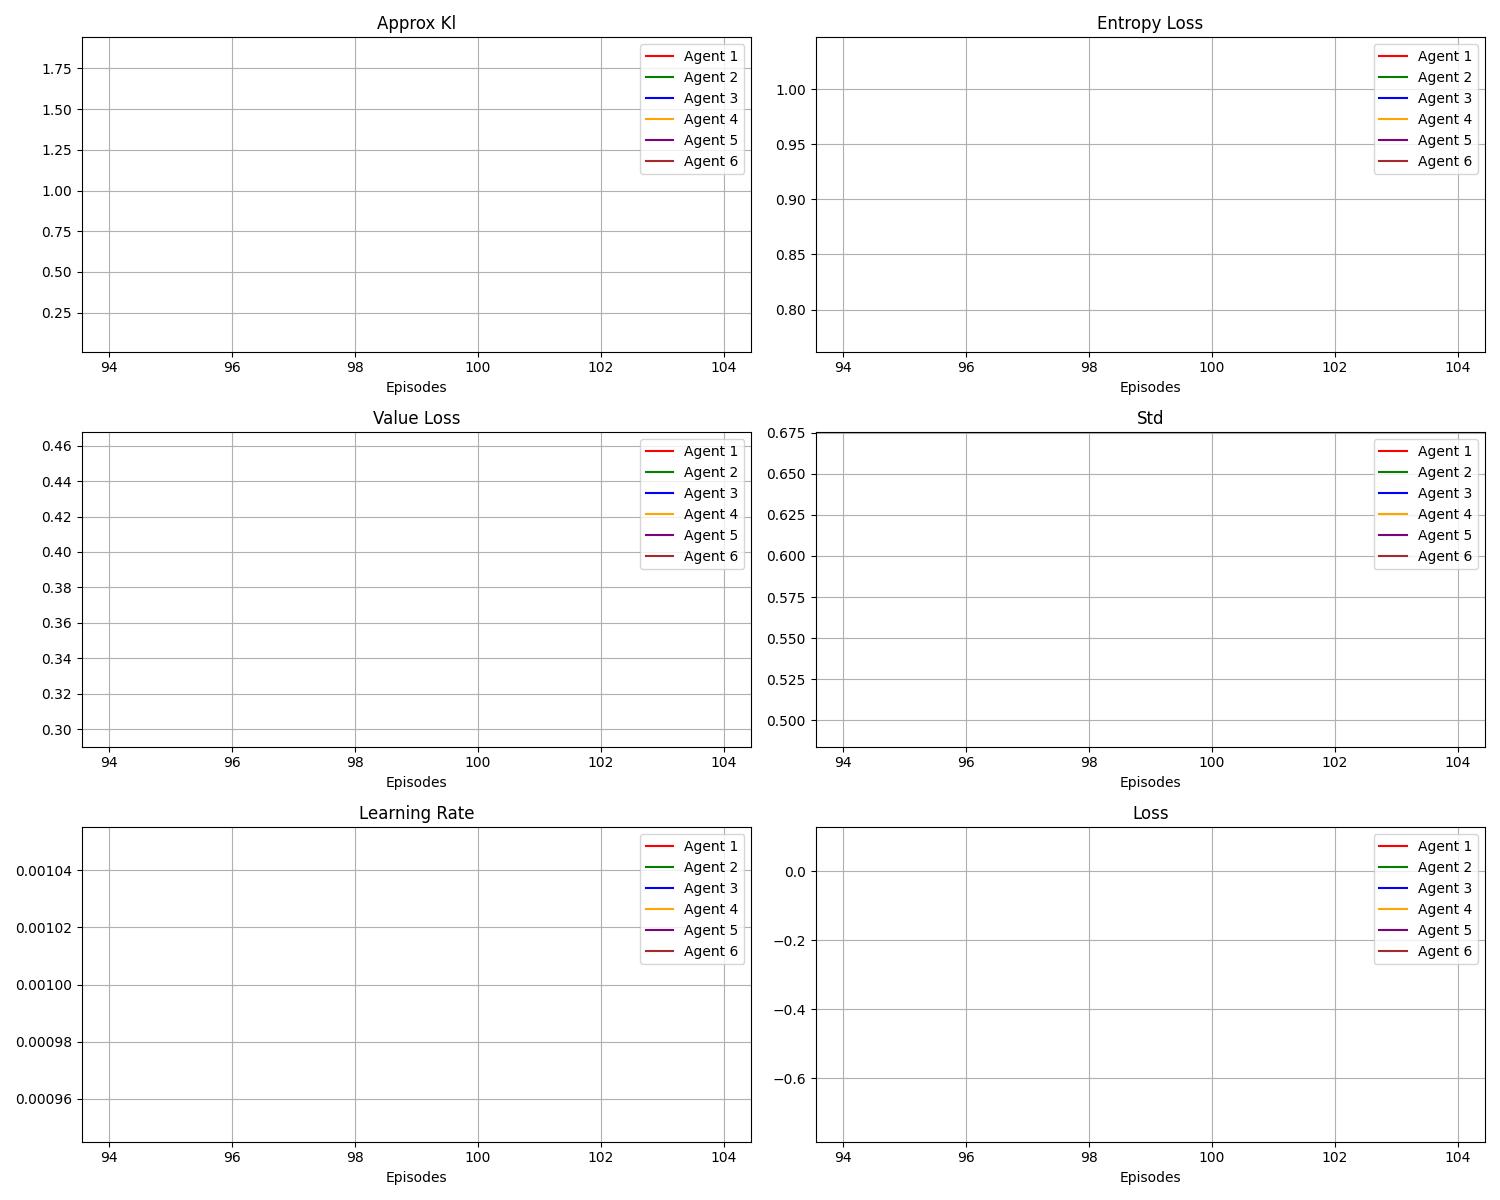 Approx Kl
1.75
1.50
1.25
1.00
0.75
0.50
0.25
94 96 98 100 102 104
Episodes
Agent 1
Agent 2
Agent 3
Agent 4
Agent 5
Agent 6
Entropy Loss
1.00
0.95
0.90
0.85
0.80
94 96 98 100 102 104
Episodes
Agent 1
Agent 2
Agent 3
Agent 4
Agent 5
Agent 6
Value Loss
0.46
0.44
0.42
0.40
0.38
0.36
0.34
0.32
0.30
94 96 98 100 102 104
Episodes
Agent 1
Agent 2
Agent 3
Agent 4
Agent 5
Agent 6
Std
0.675
0.650
0.625
0.600
0.575
0.550
0.525
0.500
94 96 98 100 102 104
Episodes
Agent 1
Agent 2
Agent 3
Agent 4
Agent 5
Agent 6
Learning Rate
0.00104
0.00102
0.00100
0.00098
0.00096
94 96 98 100 102 104
Episodes
Agent 1
Agent 2
Agent 3
Agent 4
Agent 5
Agent 6
Loss
0.0
−0.2
−0.4
−0.6
94 96 98 100 102 104
Episodes
Agent 1
Agent 2
Agent 3
Agent 4
Agent 5
Agent 6